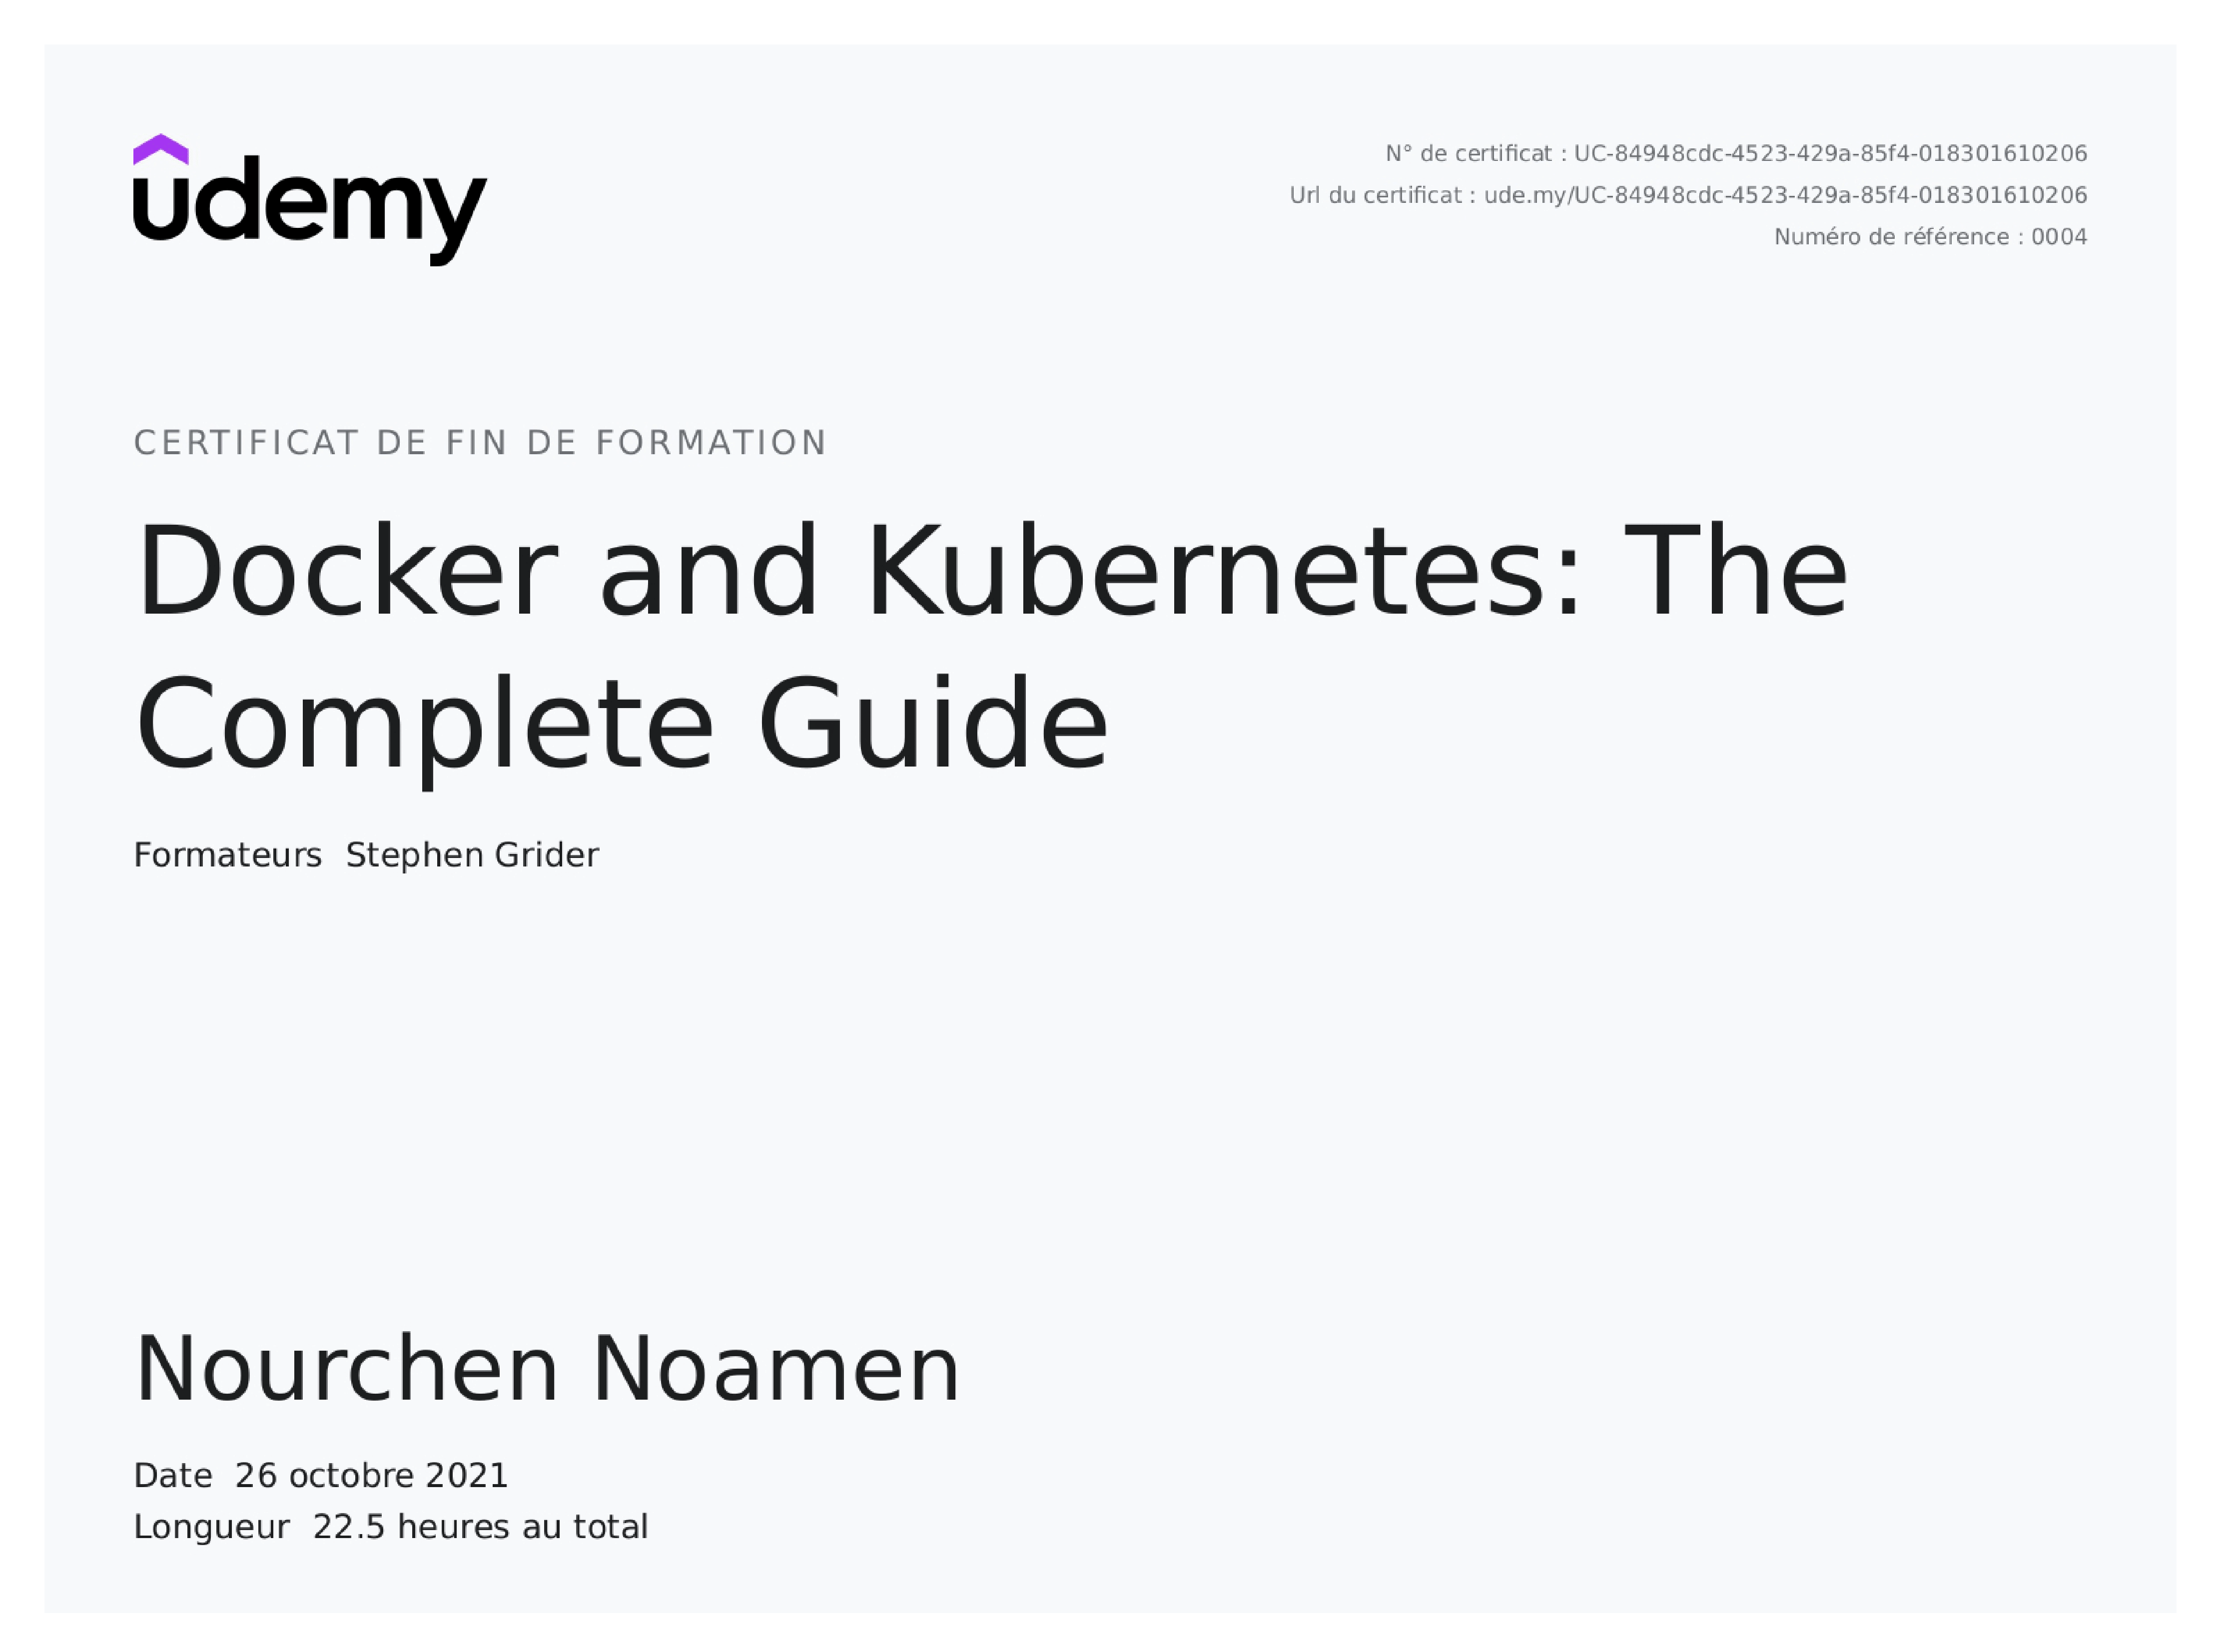 udemy
N° de certificat : UC-84948cdc-4523-429a-85f4-018301610206
Url du certificat : ude.my/UC-84948cdc-4523-429a-85f4-018301610206
Numéro de référence : 0004
CERTIFICAT DE FIN DE FORMATION
Docker and Kubernetes: The
Complete Guide
Formateurs Stephen Grider
Nourchen Noamen
Date 26 octobre 2021
Longueur 22.5 heures au total